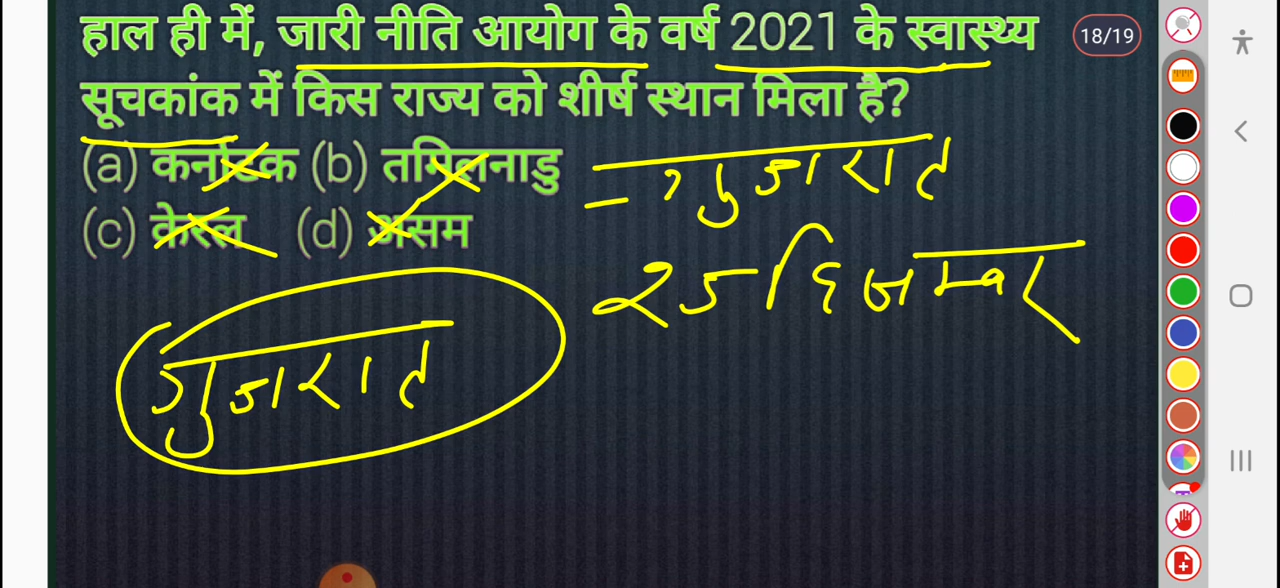 हाल ही में, जारी नीति आयोग के वर्ष 2021 के स्वास्थ्य
18/19
सूचकांक में किस राज्य को शीर्ष स्थान मिला है?
(a) कर्नाटक (b) तमिलनाडु
(c) केरल (d) असम
– गुजरात
25 दिसम्बर
गुजरात